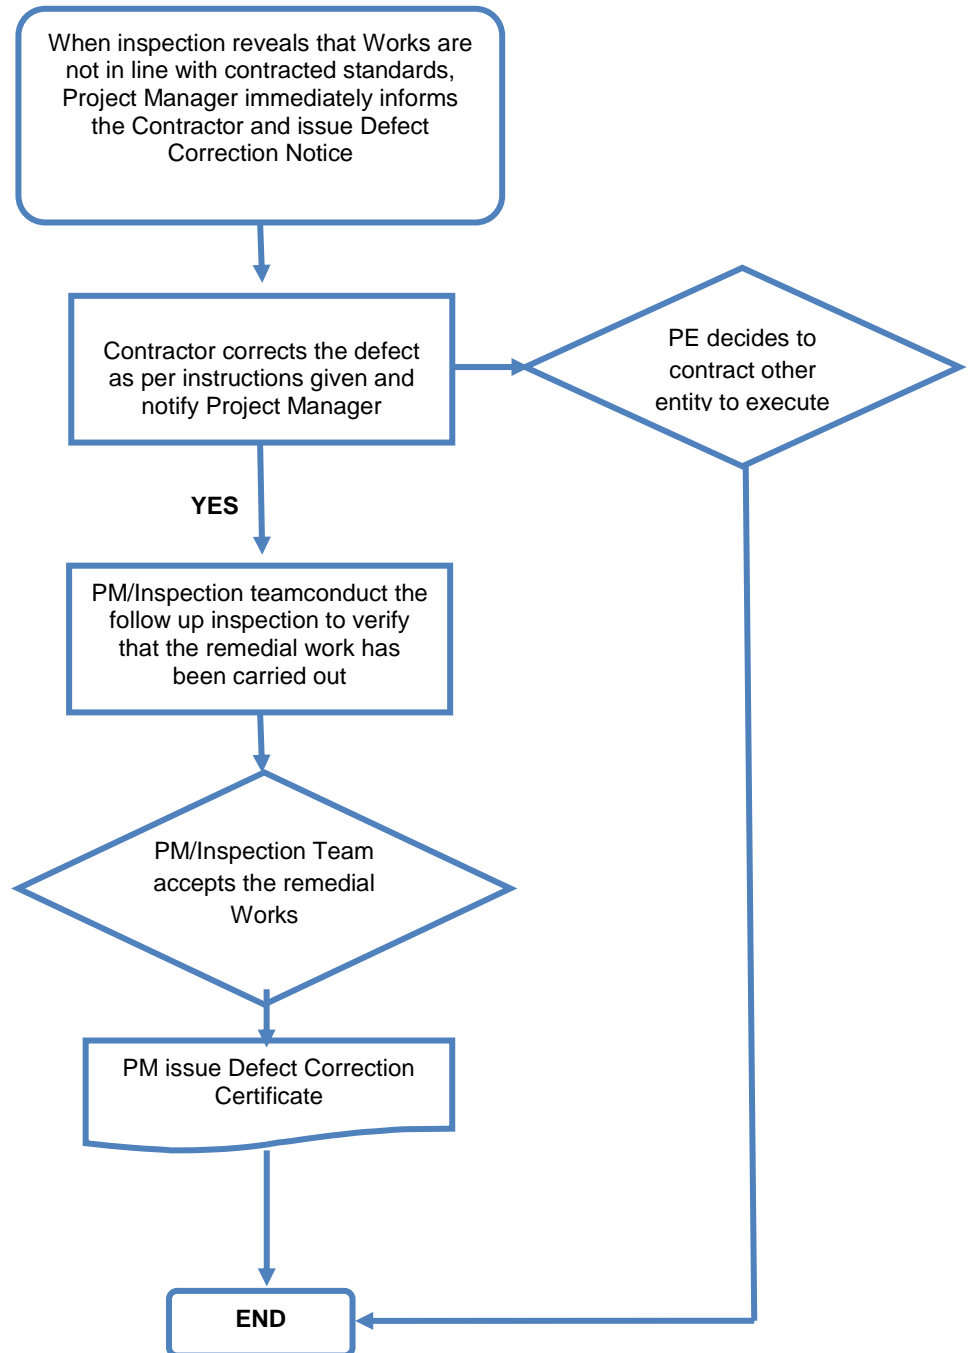 When inspection reveals that Works are
not in line with contracted standards,
Project Manager immediately informs
the Contractor and issue Defect
Correction Notice
Contractor corrects the defect
as per instructions given and
notify Project Manager
PE decides to
contract other
entity to execute
YES
PM/Inspection teamconduct the
follow up inspection to verify
that the remedial work has
been carried out
PM/Inspection Team
accepts the remedial
Works
PM issue Defect Correction
Certificate
END